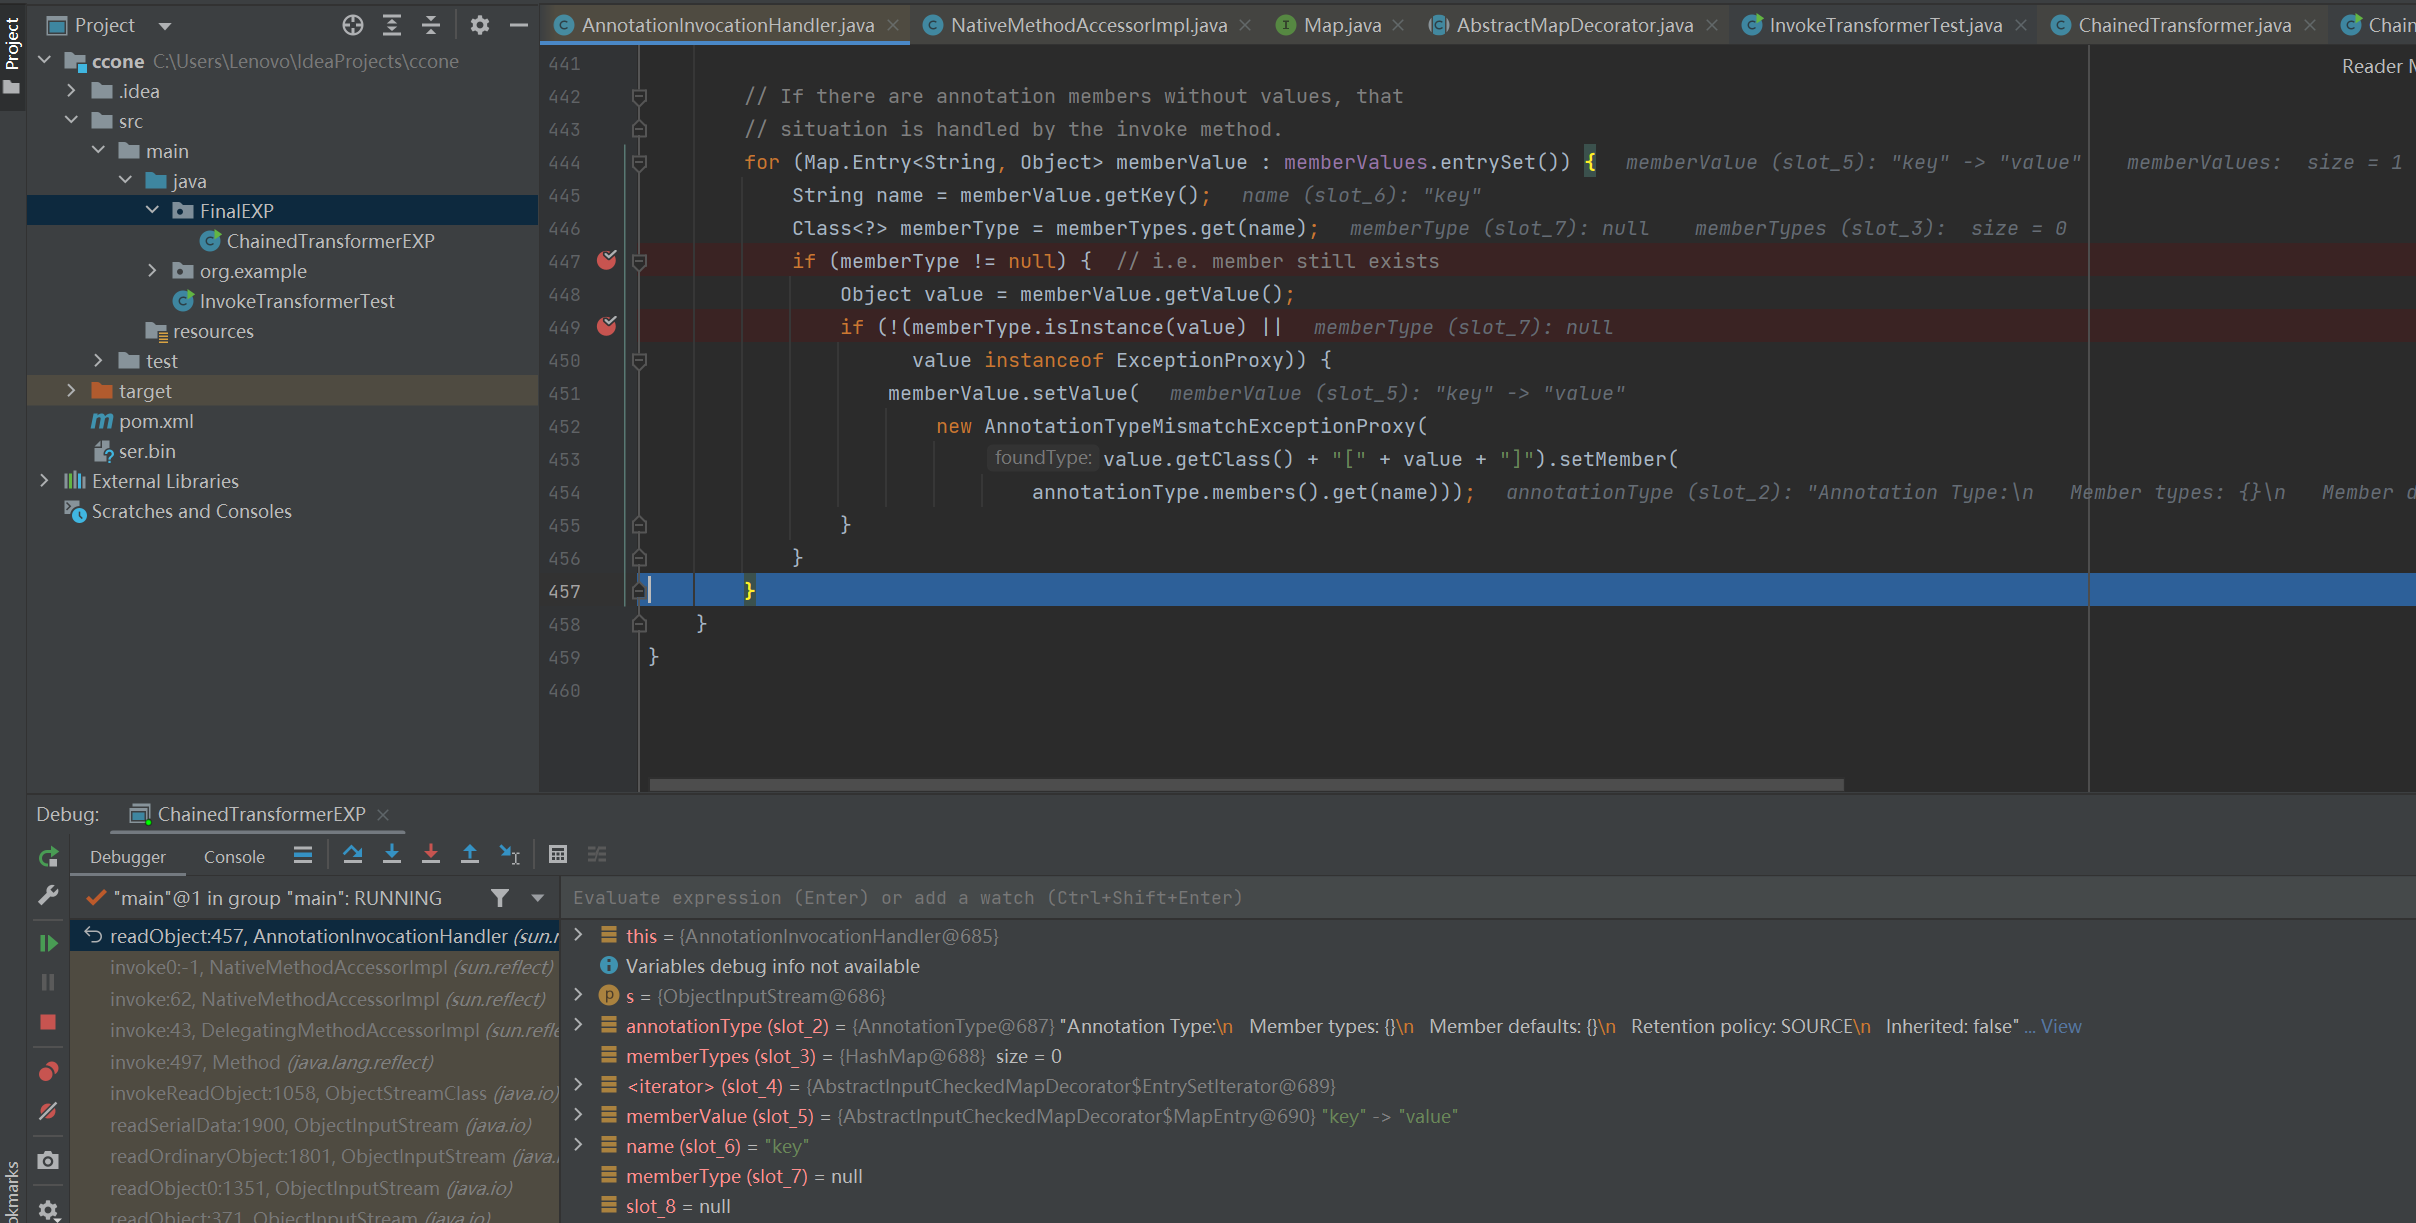 Project
Project
ccone C:\Users\Lenovo\IdeaProjects\ccone
.idea
src
main
java
FinalEXP
ChainedTransformerEXP
org.example
InvokeTransformerTest
resources
test
target
pom.xml
ser.bin
External Libraries
Scratches and Consoles
AnnotationInvocationHandler.java NativeMethodAccessorImpl.java Map.java AbstractMapDecorator.java InvokeTransformerTest.java ChainedTransformer.java Chain
Reader M
441
442 // If there are annotation members without values, that
443 // situation is handled by the invoke method.
444 for (Map.Entry<String, Object> memberValue : memberValues.entrySet()) { memberValue (slot_5): "key" -> "value" memberValues: size = 1
445 String name = memberValue.getKey(); name (slot_6): "key"
446 Class<?> memberType = memberTypes.get(name); memberType (slot_7): null memberTypes (slot_3): size = 0
447 if (memberType != null) { // i.e. member still exists
448 Object value = memberValue.getValue();
449 if (!(memberType.isInstance(value) || memberType (slot_7): null
450 value instanceof ExceptionProxy)) {
451 memberValue.setValue( memberValue (slot_5): "key" -> "value"
452 new AnnotationTypeMismatchExceptionProxy(
453 foundType: value.getClass() + "[" + value + "]").setMember(
454 annotationType.members().get(name))); annotationType (slot_2): "Annotation Type:\n Member types: {}\n Member d
455 }
456 }
457 }
458 }
459 }
460
Debug: ChainedTransformerEXP
Debugger Console
"main"@1 in group "main": RUNNING
readObject:457, AnnotationInvocationHandler (sun.r
invoke0:-1, NativeMethodAccessorImpl (sun.reflect)
invoke:62, NativeMethodAccessorImpl (sun.reflect)
invoke:43, DelegatingMethodAccessorImpl (sun.refle
invoke:497, Method (java.lang.reflect)
invokeReadObject:1058, ObjectStreamClass (java.io)
readSerialData:1900, ObjectInputStream (java.io)
readOrdinaryObject:1801, ObjectInputStream (java.i
readObject0:1351, ObjectInputStream (java.io)
readObject:371, ObjectInputStream (java.io)
Evaluate expression (Enter) or add a watch (Ctrl+Shift+Enter)
this = {AnnotationInvocationHandler@685}
Variables debug info not available
p s = {ObjectInputStream@686}
annotationType (slot_2) = {AnnotationType@687} "Annotation Type:\n Member types: {}\n Member defaults: {}\n Retention policy: SOURCE\n Inherited: false" ... View
memberTypes (slot_3) = {HashMap@688} size = 0
<iterator> (slot_4) = {AbstractInputCheckedMapDecorator$EntrySetIterator@689}
memberValue (slot_5) = {AbstractInputCheckedMapDecorator$MapEntry@690} "key" -> "value"
name (slot_6) = "key"
memberType (slot_7) = null
slot_8 = null
okmarks